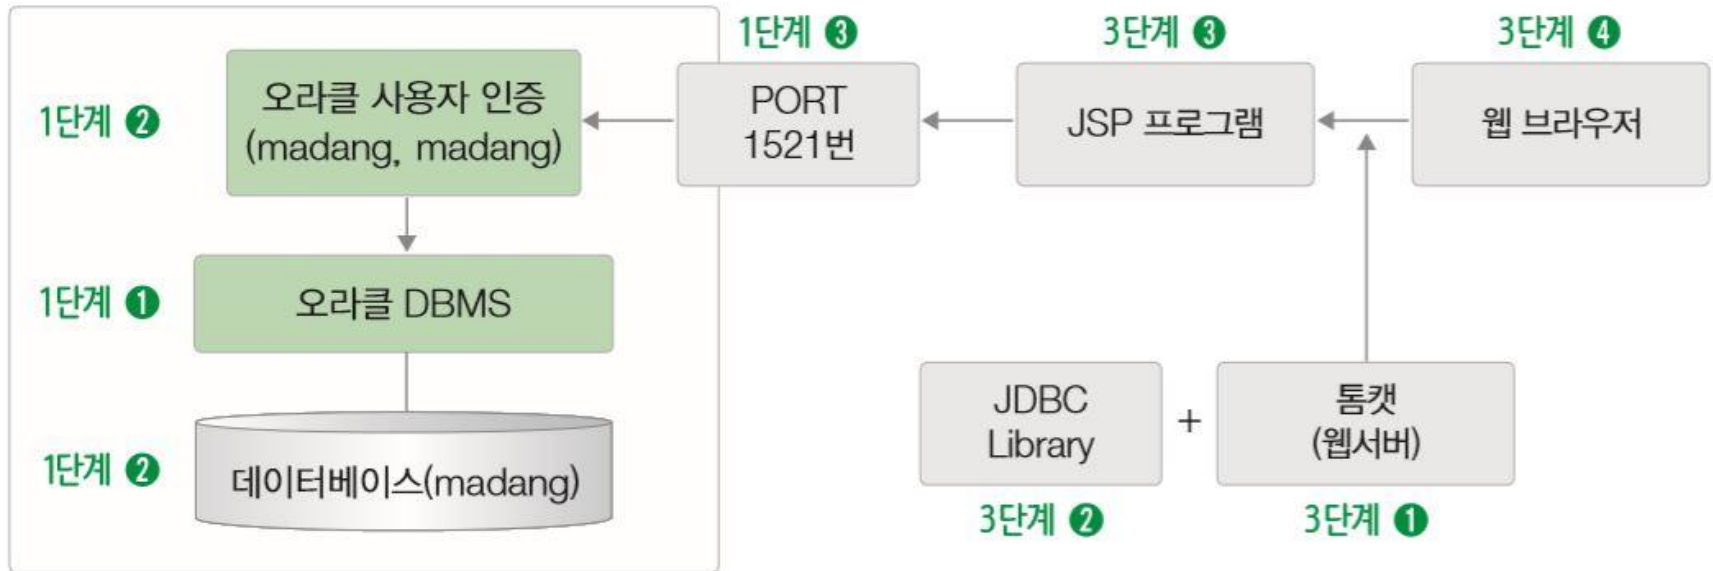 1단계 ❸
3단계 ❸
3단계 ❹
1단계 ❷
오라클 사용자 인증
(madang, madang)
PORT
1521번
JSP 프로그램
웹 브라우저
1단계 ❶
오라클 DBMS
1단계 ❷
데이터베이스(madang)
JDBC
Library
+
톰캣
(웹서버)
3단계 ❷
3단계 ❶